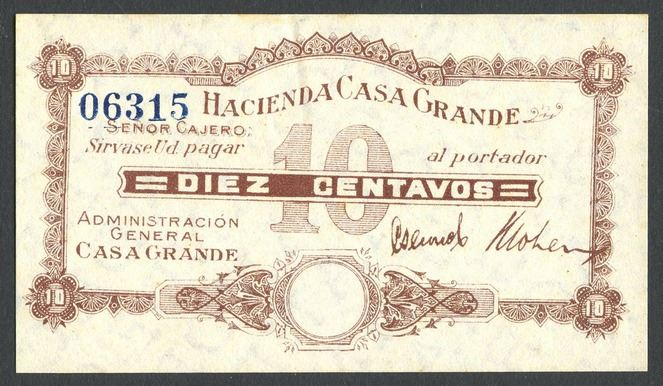 10 10
06315 HACIENDA CASA GRANDE
SEÑOR CAJERO:
Sírvase Ud. pagar al portador
10
DIEZ CENTAVOS
ADMINISTRACIÓN
GENERAL
CASA GRANDE
10 10